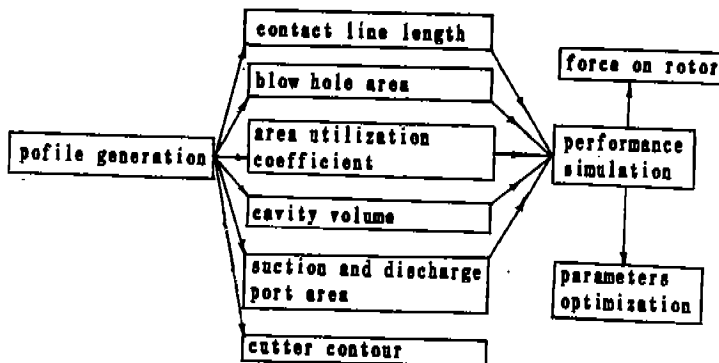 contact line length
force on rotor
blow hole area
area utilization
coefficient
pofile generation
performance
simulation
cavity volume
suction and discharge
port area
parameters
optimization
cutter contour